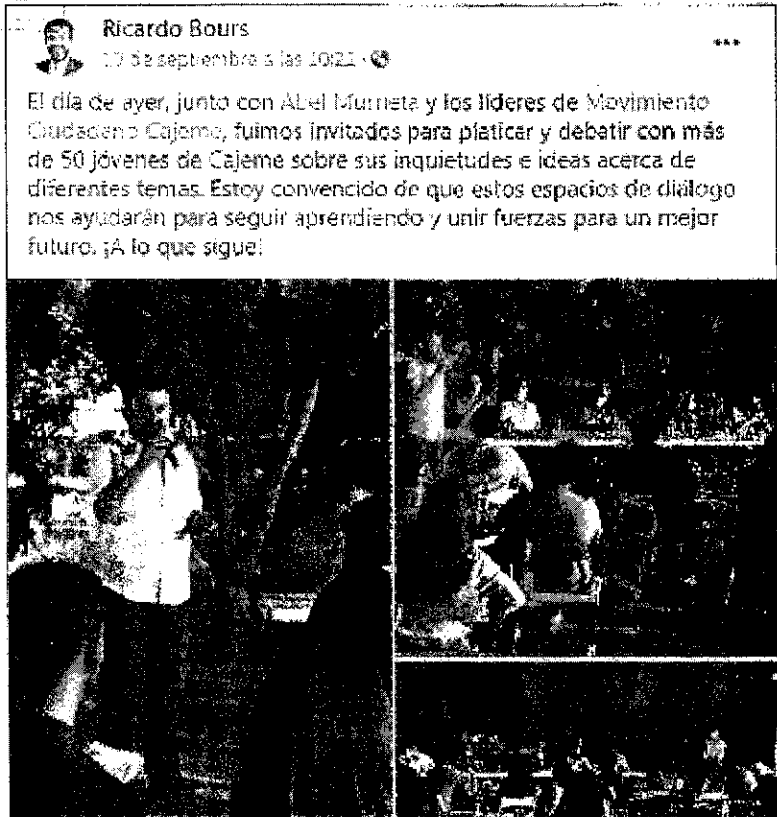 Ricardo Bours
de septiembre a las
El día de ayer, junto con Abel Murrieta y los líderes de Movimiento
Ciudadano Cajeme, fuimos invitados para platicar y debatir con más
de 50 jóvenes de Cajeme sobre sus inquietudes e ideas acerca de
diferentes temas. Estoy convencido de que estos espacios de diálogo
nos ayudarán para seguir aprendiendo y unir fuerzas para un mejor
futuro. ¡A lo que sigue!